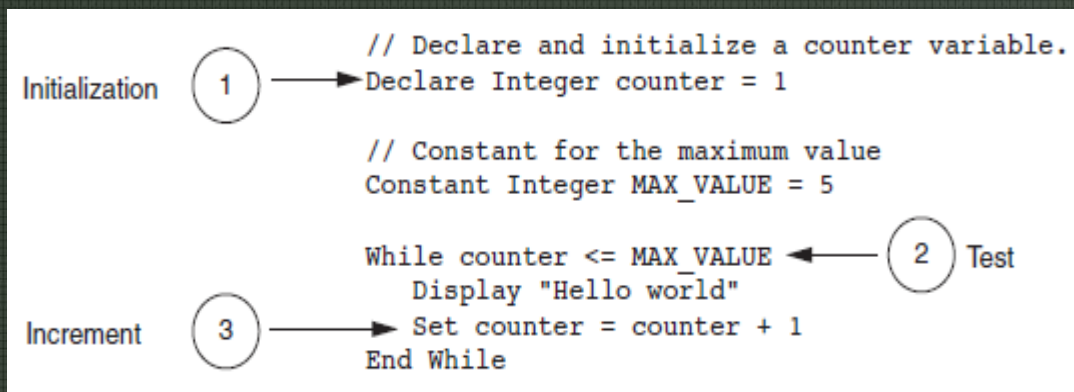 // Declare and initialize a counter variable.
Initialization 1 Declare Integer counter = 1
// Constant for the maximum value
Constant Integer MAX_VALUE = 5
While counter <= MAX_VALUE 2 Test
Display "Hello world"
Increment 3 Set counter = counter + 1
End While